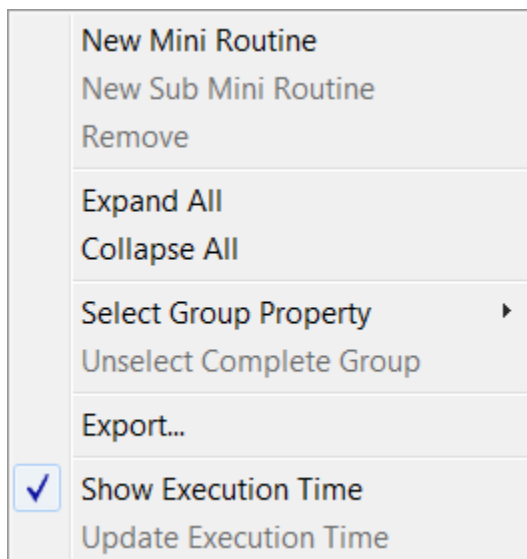 New Mini Routine
New Sub Mini Routine
Remove
Expand All
Collapse All
Select Group Property
Unselect Complete Group
Export...
Show Execution Time
Update Execution Time